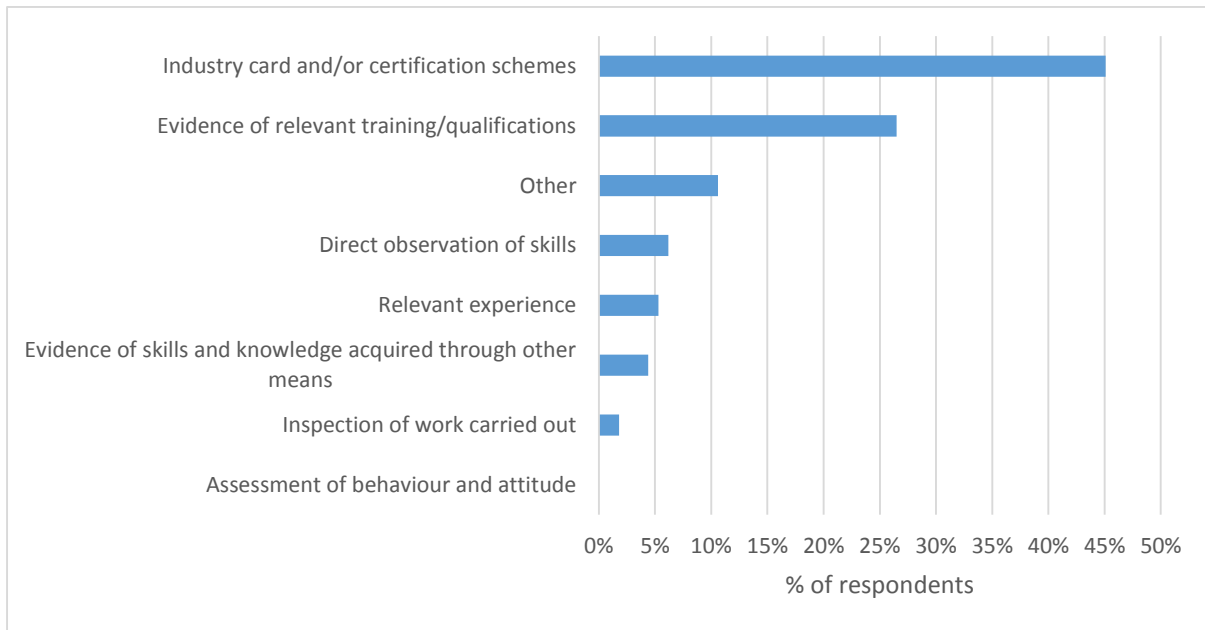 Industry card and/or certification schemes
Evidence of relevant training/qualifications
Other
Direct observation of skills
Relevant experience
Evidence of skills and knowledge acquired through other
means
Inspection of work carried out
Assessment of behaviour and attitude
0% 5% 10% 15% 20% 25% 30% 35% 40% 45% 50%
% of respondents